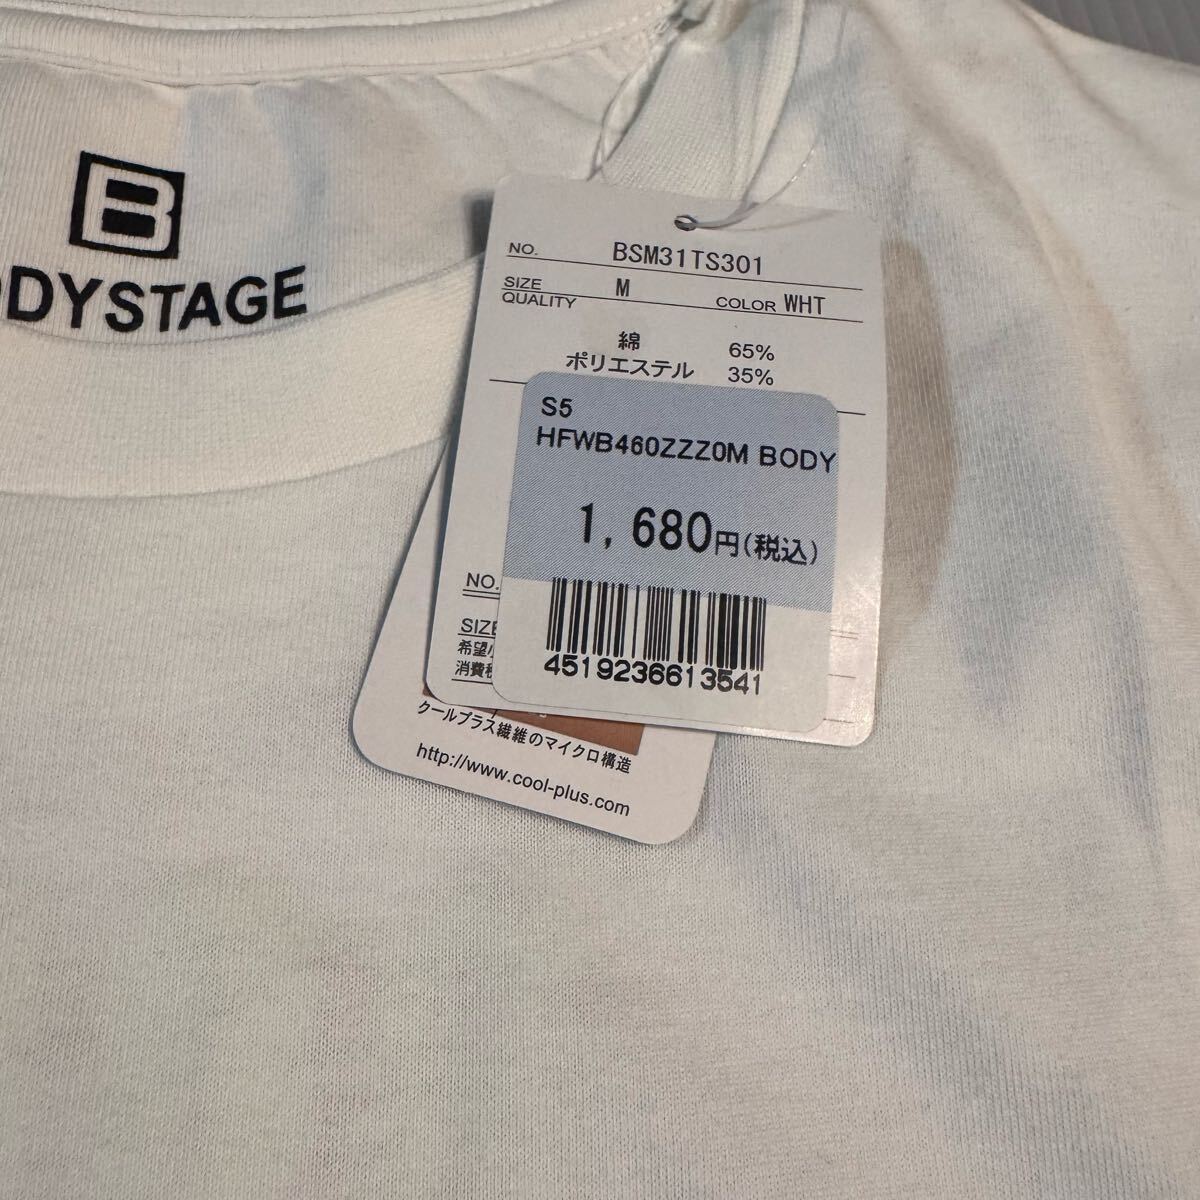 B
DYSTAGE
NO. BSM31TS301
SIZE M
QUALITY COLOR WHT
綿 65%
ポリエステル 35%
S5
HFWB460ZZZ0M BODY
1,680円(税込)
4519236613541
NO.
SIZE
希望小
消費税
クールプラス繊維のマイクロ構造
http://www.cool-plus.com